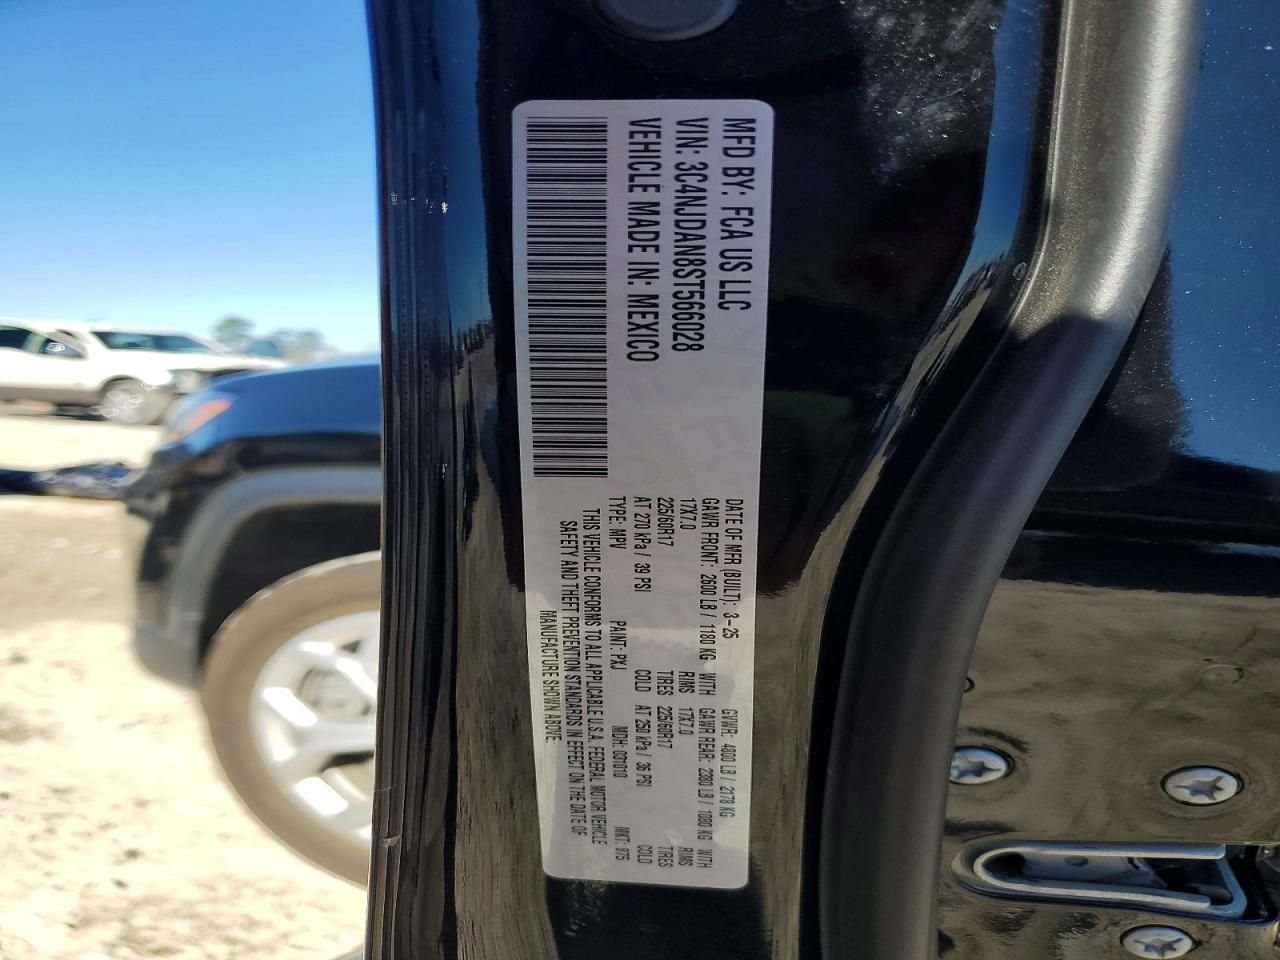 MFD BY: FCA US LLC
VIN: 3C4NJDAN8ST566028
VEHICLE MADE IN: MEXICO
DATE OF MFR (BUILT): 3-25 GVWR: 4800 LB / 2178 KG
GAWR FRONT: 2600 LB / 1180 KG WITH GAWR REAR: 2380 LB / 1080 KG WITH
17X7.0 RIMS 17X7.0 RIMS
225/60R17 TIRES 225/60R17 TIRES
AT 270 kPa / 39 PSI COLD AT 250 kPa / 36 PSI COLD
TYPE: MPV PAINT: PXJ MDH: 031010 MKT: 875
THIS VEHICLE CONFORMS TO ALL APPLICABLE U.S.A. FEDERAL MOTOR VEHICLE
SAFETY AND THEFT PREVENTION STANDARDS IN EFFECT ON THE DATE OF
MANUFACTURE SHOWN ABOVE.